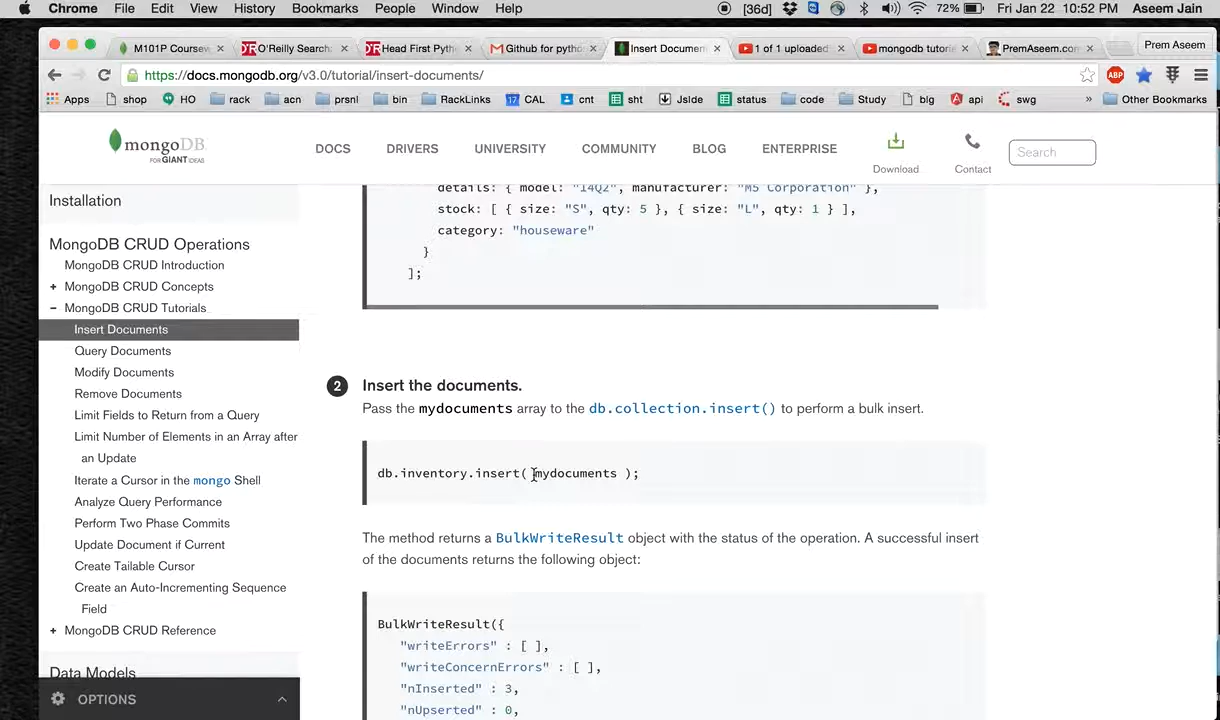 Chrome File Edit View History Bookmarks People Window Help [36d] 72% Fri Jan 22 10:52 PM Aseem Jain
M101P Coursew O'Reilly Search: Head First Pyth Github for pytho Insert Documen 1 of 1 uploaded mongodb tutoria PremAseem.con Prem Aseem
https://docs.mongodb.org/v3.0/tutorial/insert-documents/ ABP
Apps shop HO rack acn prsnl bin RackLinks 17 CAL cnt sht Jside status code Study blg api swg » Other Bookmarks
mongoDB
FOR GIANT IDEAS
DOCS DRIVERS UNIVERSITY COMMUNITY BLOG ENTERPRISE Download Contact Search
Installation
MongoDB CRUD Operations
MongoDB CRUD Introduction
+ MongoDB CRUD Concepts
– MongoDB CRUD Tutorials
Insert Documents
Query Documents
Modify Documents
Remove Documents
Limit Fields to Return from a Query
Limit Number of Elements in an Array after
an Update
Iterate a Cursor in the mongo Shell
Analyze Query Performance
Perform Two Phase Commits
Update Document if Current
Create Tailable Cursor
Create an Auto-Incrementing Sequence
Field
+ MongoDB CRUD Reference
Data Models
OPTIONS
details: { model: "14Q2", manufacturer: "M5 Corporation" },
stock: [ { size: "S", qty: 5 }, { size: "L", qty: 1 } ],
category: "houseware"
}
];
2 Insert the documents.
Pass the mydocuments array to the db.collection.insert() to perform a bulk insert.
db.inventory.insert( mydocuments );
The method returns a BulkWriteResult object with the status of the operation. A successful insert
of the documents returns the following object:
BulkWriteResult({
"writeErrors" : [ ],
"writeConcernErrors" : [ ],
"nInserted" : 3,
"nUpserted" : 0,